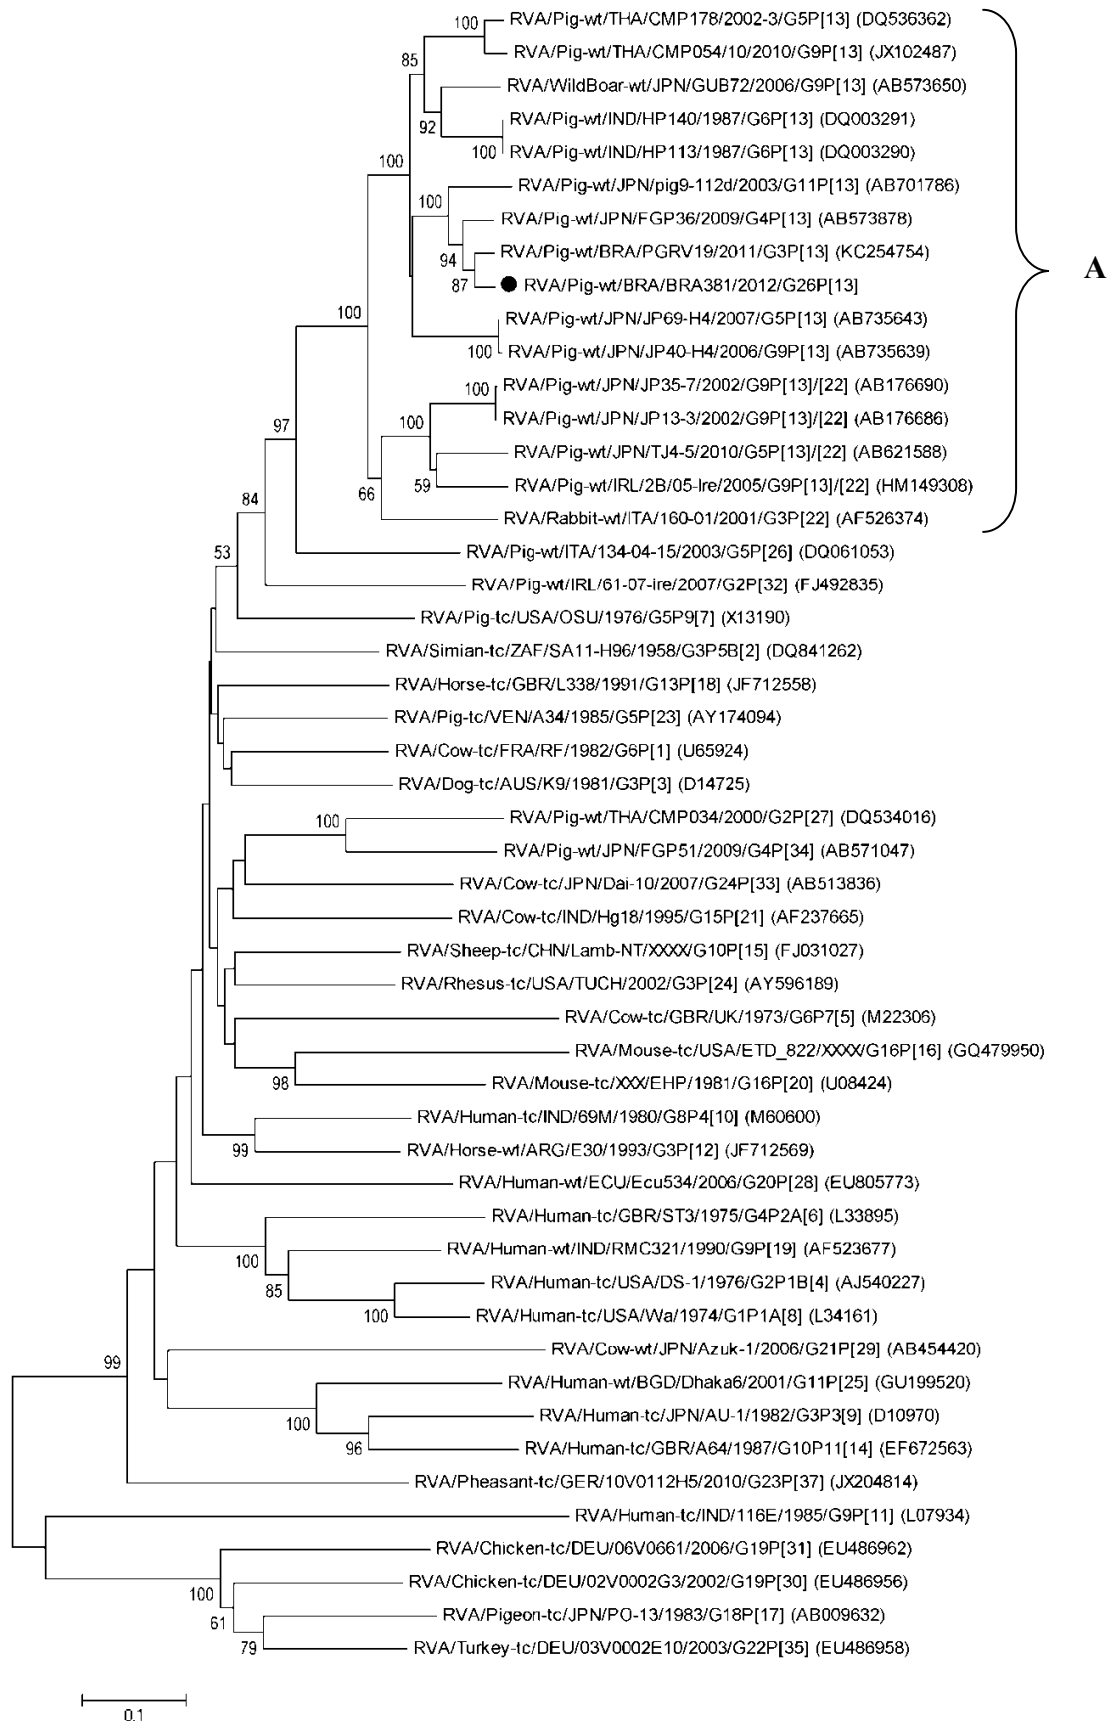 100 RVA/Pig-wt/THA/CMP178/2002-3/G5P[13] (DQ536362)
RVA/Pig-wt/THA/CMP054/10/2010/G9P[13] (JX102487)
85
RVA/WildBoar-wt/JPN/GUB72/2006/G9P[13] (AB573650)
RVA/Pig-wt/IND/HP140/1987/G6P[13] (DQ003291)
92
100 RVA/Pig-wt/IND/HP113/1987/G6P[13] (DQ003290)
100
RVA/Pig-wt/JPN/pig9-112d/2003/G11P[13] (AB701786)
100
RVA/Pig-wt/JPN/FGP36/2009/G4P[13] (AB573878)
RVA/Pig-wt/BRA/PGRV19/2011/G3P[13] (KC254754)
94
A
87 RVA/Pig-wt/BRA/BRA381/2012/G26P[13]
100
RVA/Pig-wt/JPN/JP69-H4/2007/G5P[13] (AB735643)
100 RVA/Pig-wt/JPN/JP40-H4/2006/G9P[13] (AB735639)
100 RVA/Pig-wt/JPN/JP35-7/2002/G9P[13]/[22] (AB176690)
100 RVA/Pig-wt/JPN/JP13-3/2002/G9P[13]/[22] (AB176686)
97
RVA/Pig-wt/JPN/TJ4-5/2010/G5P[13]/[22] (AB621588)
59 RVA/Pig-wt/IRL/2B/05-Ire/2005/G9P[13]/[22] (HM149308)
66
84
RVA/Rabbit-wt/ITA/160-01/2001/G3P[22] (AF526374)
53 RVA/Pig-wt/ITA/134-04-15/2003/G5P[26] (DQ061053)
RVA/Pig-wt/IRL/61-07-ire/2007/G2P[32] (FJ492835)
RVA/Pig-tc/USA/OSU/1976/G5P9[7] (X13190)
RVA/Simian-tc/ZAF/SA11-H96/1958/G3P5B[2] (DQ841262)
RVA/Horse-tc/GBR/L338/1991/G13P[18] (JF712558)
RVA/Pig-tc/VEN/A34/1985/G5P[23] (AY174094)
RVA/Cow-tc/FRA/RF/1982/G6P[1] (U65924)
RVA/Dog-tc/AUS/K9/1981/G3P[3] (D14725)
100 RVA/Pig-wt/THA/CMP034/2000/G2P[27] (DQ534016)
RVA/Pig-wt/JPN/FGP51/2009/G4P[34] (AB571047)
RVA/Cow-tc/JPN/Dai-10/2007/G24P[33] (AB513836)
RVA/Cow-tc/IND/Hg18/1995/G15P[21] (AF237665)
RVA/Sheep-tc/CHN/Lamb-NT/XXXX/G10P[15] (FJ031027)
RVA/Rhesus-tc/USA/TUCH/2002/G3P[24] (AY596189)
RVA/Cow-tc/GBR/UK/1973/G6P7[5] (M22306)
RVA/Mouse-tc/USA/ETD_822/XXXX/G16P[16] (GQ479950)
98 RVA/Mouse-tc/XXX/EHP/1981/G16P[20] (U08424)
RVA/Human-tc/IND/69M/1980/G8P4[10] (M60600)
99 RVA/Horse-wt/ARG/E30/1993/G3P[12] (JF712569)
RVA/Human-wt/ECU/Ecu534/2006/G20P[28] (EU805773)
RVA/Human-tc/GBR/ST3/1975/G4P2A[6] (L33895)
100 RVA/Human-wt/IND/RMC321/1990/G9P[19] (AF523677)
85 RVA/Human-tc/USA/DS-1/1976/G2P1B[4] (AJ540227)
100 RVA/Human-tc/USA/Wa/1974/G1P1A[8] (L34161)
99 RVA/Cow-wt/JPN/Azuk-1/2006/G21P[29] (AB454420)
RVA/Human-wt/BGD/Dhaka6/2001/G11P[25] (GU199520)
100 RVA/Human-tc/JPN/AU-1/1982/G3P3[9] (D10970)
96 RVA/Human-tc/GBR/A64/1987/G10P11[14] (EF672563)
RVA/Pheasant-tc/GER/10V0112H5/2010/G23P[37] (JX204814)
RVA/Human-tc/IND/116E/1985/G9P[11] (L07934)
RVA/Chicken-tc/DEU/06V0661/2006/G19P[31] (EU486962)
100 RVA/Chicken-tc/DEU/02V0002G3/2002/G19P[30] (EU486956)
61 RVA/Pigeon-tc/JPN/PO-13/1983/G18P[17] (AB009632)
79 RVA/Turkey-tc/DEU/03V0002E10/2003/G22P[35] (EU486958)
0.1